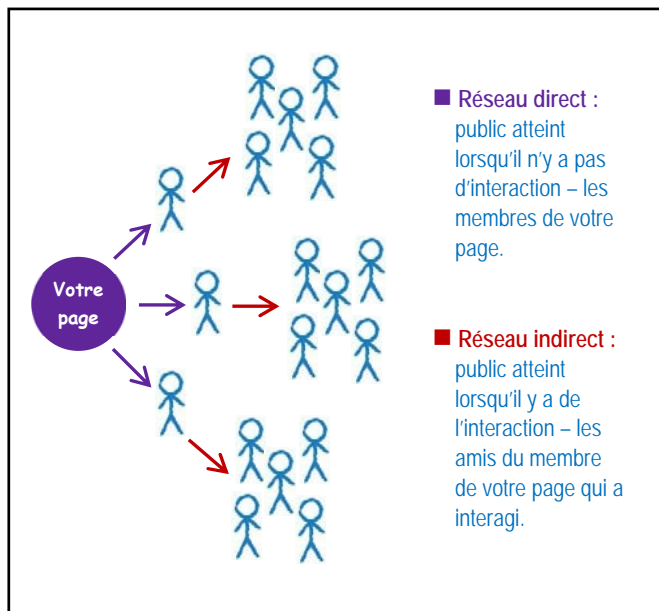 Votre
page
■ Réseau direct :
public atteint
lorsqu'il n'y a pas
d'interaction – les
membres de votre
page.
■ Réseau indirect :
public atteint
lorsqu'il y a de
l'interaction – les
amis du membre
de votre page qui a
interagi.